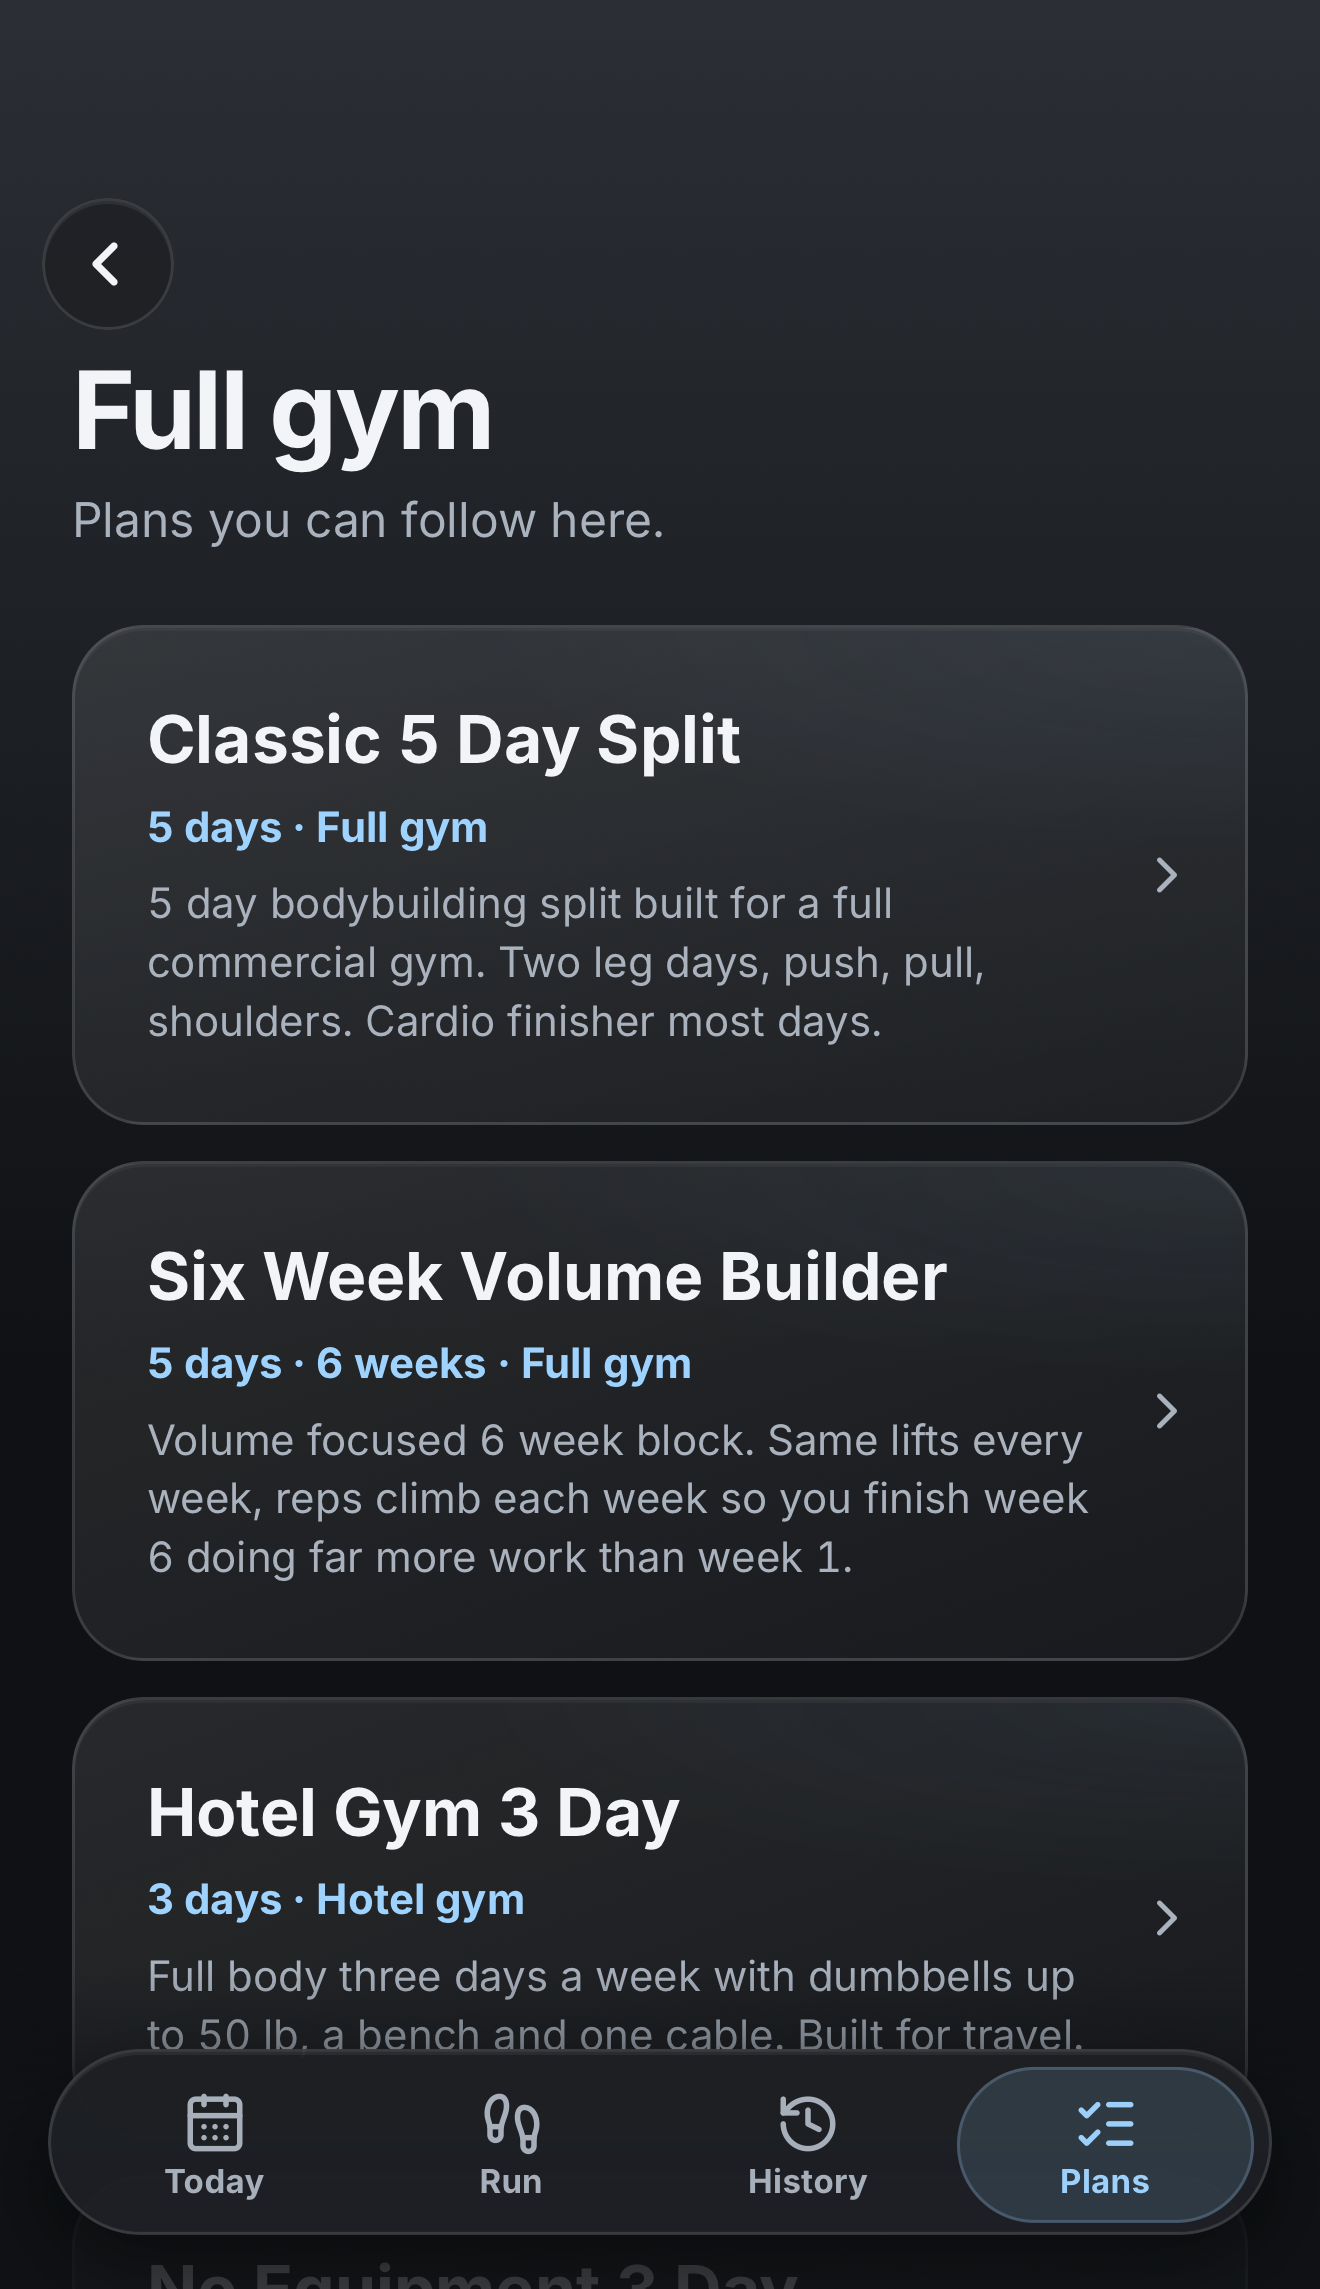 Full gym
Plans you can follow here.
Classic 5 Day Split
5 days · Full gym
5 day bodybuilding split built for a full
commercial gym. Two leg days, push, pull,
shoulders. Cardio finisher most days.
Six Week Volume Builder
5 days · 6 weeks · Full gym
Volume focused 6 week block. Same lifts every
week, reps climb each week so you finish week
6 doing far more work than week 1.
Hotel Gym 3 Day
3 days · Hotel gym
Full body three days a week with dumbbells up
to 50 lb, a bench and one cable. Built for travel.
Today
Run
History
Plans
No Equipment 3 Day